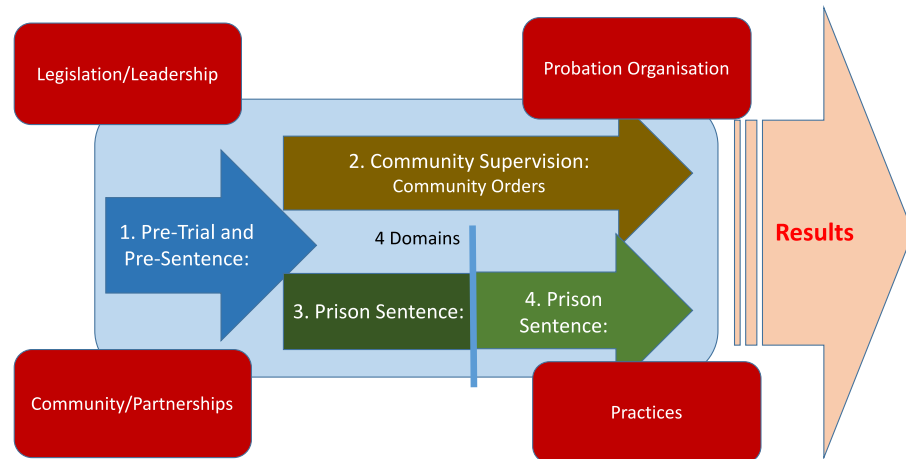 Legislation/Leadership
Probation Organisation
2. Community Supervision:
Community Orders
1. Pre-Trial and
Pre-Sentence:
4 Domains
Results
3. Prison Sentence:
4. Prison
Sentence:
Community/Partnerships
Practices